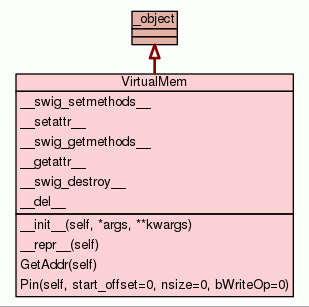 _object
VirtualMem
__swig_setmethods__
__setattr__
__swig_getmethods__
__getattr__
__swig_destroy__
__del__
__init__(self, *args, **kwargs)
__repr__(self)
GetAddr(self)
Pin(self, start_offset=0, nsize=0, bWriteOp=0)